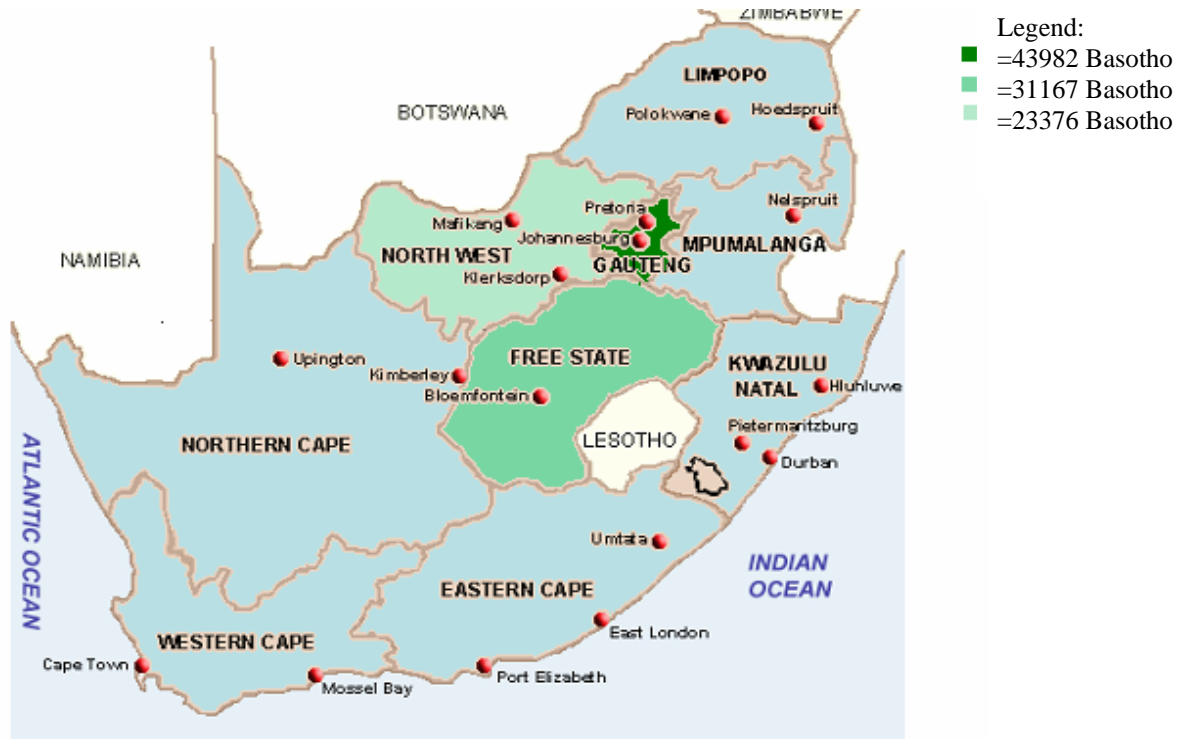 ZIMBABWE
Legend:
=43982 Basotho
=31167 Basotho
=23376 Basotho
LIMPOPO
Polokwane
Hoedspruit
BOTSWANA
Nelspruit
Pretoria
Mafikeng
Johannesburg
MPUMALANGA
NORTH WEST
NAMIBIA
GAUTENG
Klerksdorp
FREE STATE
Upington
KWAZULU
NATAL
Kimberley
Hluhluwe
Bloemfontein
Pietermaritzburg
LESOTHO
NORTHERN CAPE
Durban
ATLANTIC OCEAN
Umtata
INDIAN
OCEAN
EASTERN CAPE
East London
WESTERN CAPE
Cape Town
Port Elizabeth
Mossel Bay